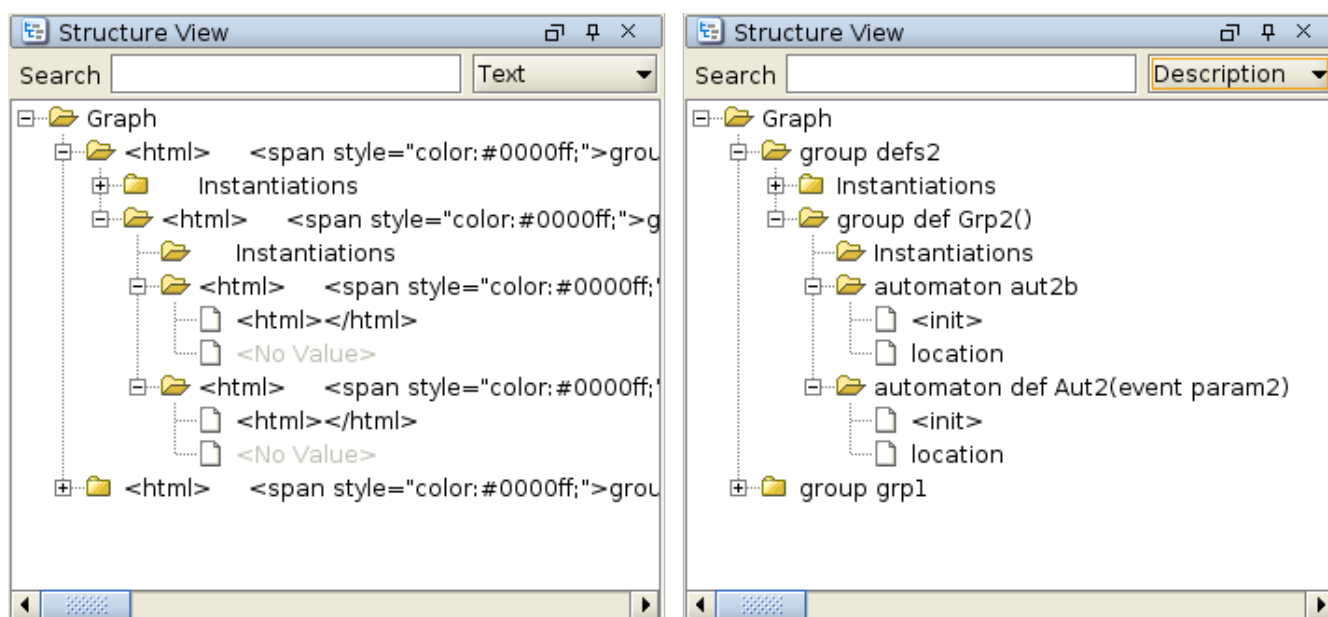 Structure View
Search Text
Graph
<html> <span style="color:#0000ff;">grou
Instantiations
<html> <span style="color:#0000ff;">g
Instantiations
<html> <span style="color:#0000ff;"
<html></html>
<No Value>
<html> <span style="color:#0000ff;"
<html></html>
<No Value>
<html> <span style="color:#0000ff;">grou
Structure View
Search Description
Graph
group defs2
Instantiations
group def Grp2()
Instantiations
automaton aut2b
<init>
location
automaton def Aut2(event param2)
<init>
location
group grp1